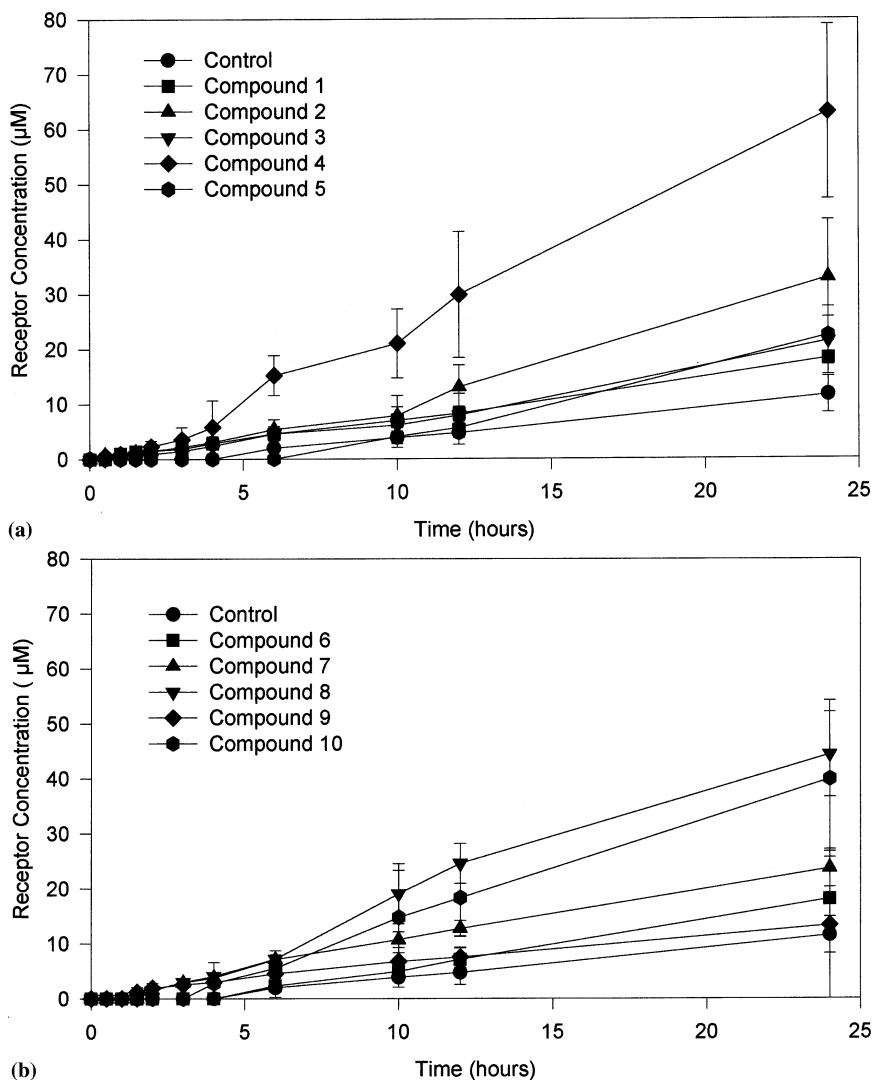 80
70
60
50
40
30
20
10
0
Receptor Concentration (µM)
Control
Compound 1
Compound 2
Compound 3
Compound 4
Compound 5
0 5 10 15 20 25
Time (hours)
(a)
80
70
60
50
40
30
20
10
0
Receptor Concentration ( µM)
Control
Compound 6
Compound 7
Compound 8
Compound 9
Compound 10
0 5 10 15 20 25
Time (hours)
(b)